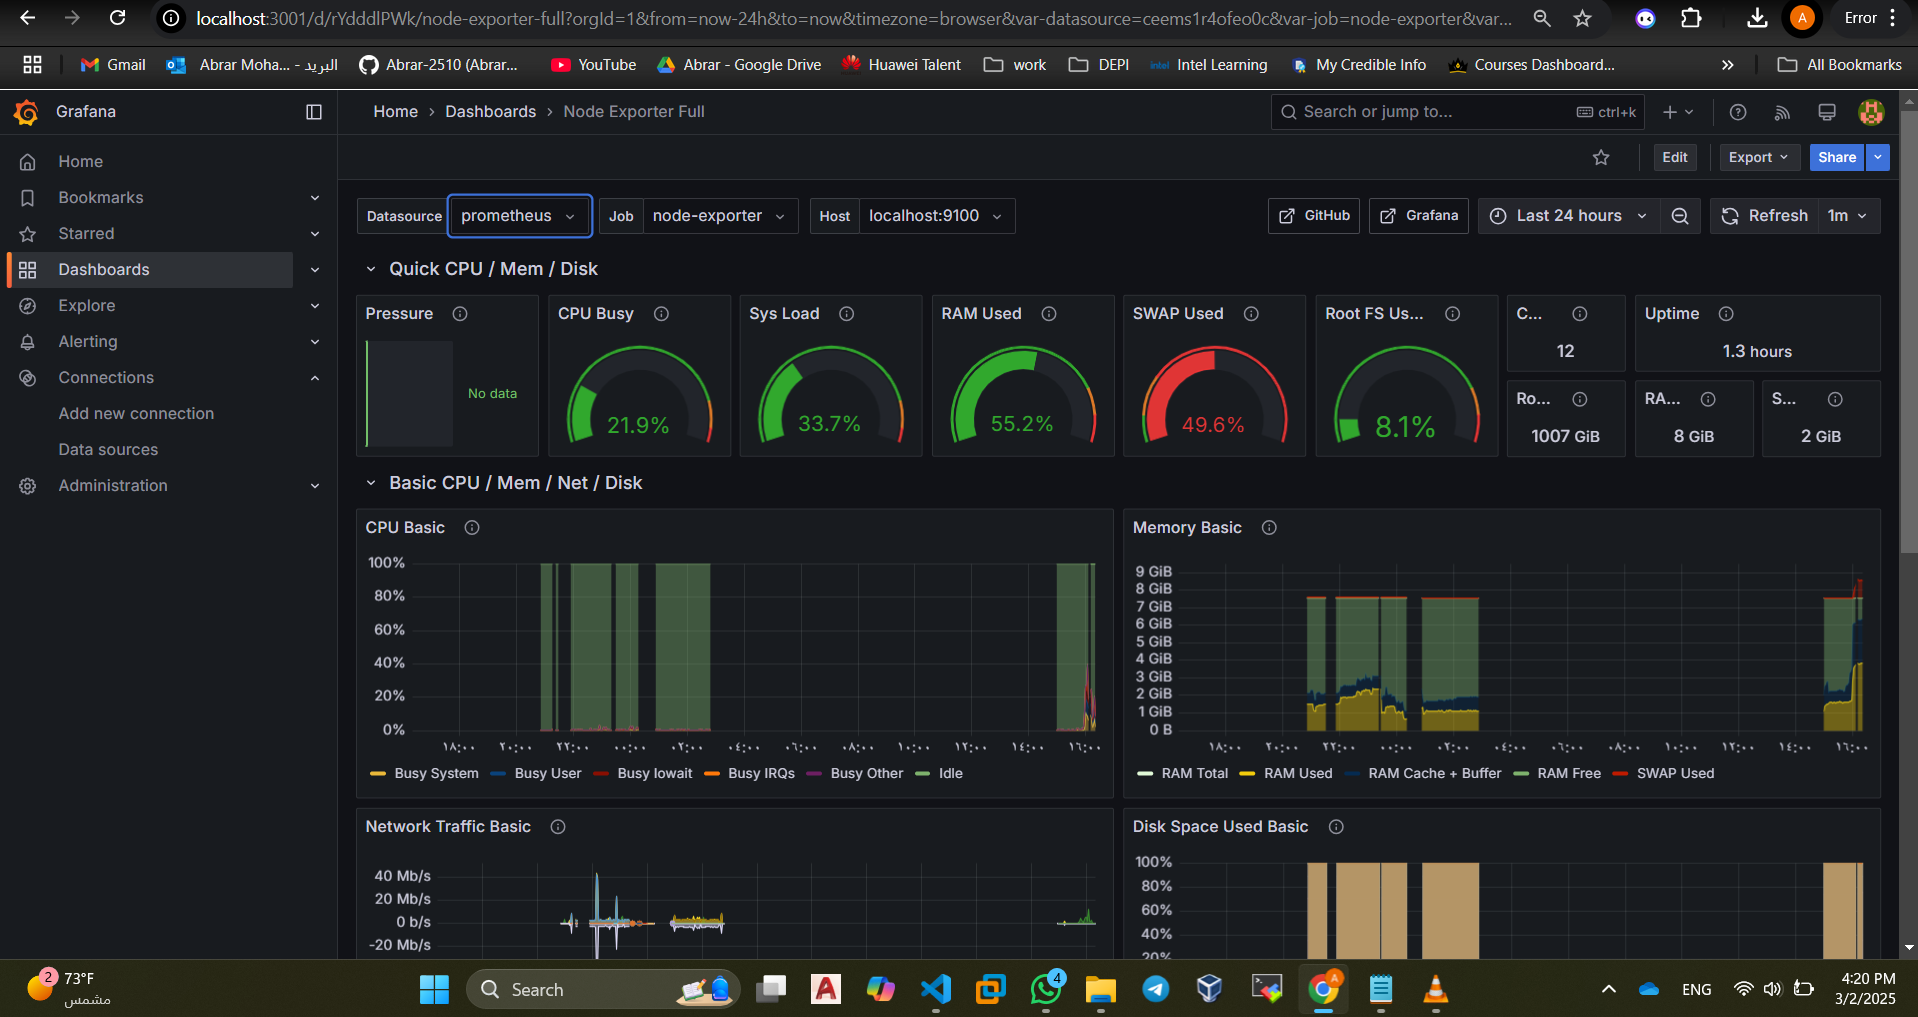 localhost:3001/d/rYdddlPWk/node-exporter-full?orgId=1&from=now-24h&to=now&timezone=browser&var-datasource=ceems1r4ofeo0c&var-job=node-exporter&var...
A
Error
Gmail
Abrar Moha... - البريد
Abrar-2510 (Abrar...
YouTube
Abrar - Google Drive
Huawei Talent
work
DEPI
intel Intel Learning
My Credible Info
Courses Dashboard...
»
All Bookmarks
Grafana
Home › Dashboards › Node Exporter Full
Search or jump to...
ctrl+k
Home
Bookmarks
Starred
Dashboards
Explore
Alerting
Connections
Add new connection
Data sources
Administration
Edit
Export
Share
Datasource prometheus
Job node-exporter
Host localhost:9100
GitHub
Grafana
Last 24 hours
Refresh 1m
Quick CPU / Mem / Disk
Pressure
No data
CPU Busy
21.9%
Sys Load
33.7%
RAM Used
55.2%
SWAP Used
49.6%
Root FS Us...
8.1%
C...
12
Uptime
1.3 hours
Ro...
1007 GiB
RA...
8 GiB
S...
2 GiB
Basic CPU / Mem / Net / Disk
CPU Basic
100%
80%
60%
40%
20%
0%
١٨:٠٠ ٢٠:٠٠ ٢٢:٠٠ ٠٠:٠٠ ٠٢:٠٠ ٠٤:٠٠ ٠٦:٠٠ ٠٨:٠٠ ١٠:٠٠ ١٢:٠٠ ١٤:٠٠ ١٦:٠٠
Busy System Busy User Busy Iowait Busy IRQs Busy Other Idle
Memory Basic
9 GiB
8 GiB
7 GiB
6 GiB
5 GiB
4 GiB
3 GiB
2 GiB
1 GiB
0 B
١٨:٠٠ ٢٠:٠٠ ٢٢:٠٠ ٠٠:٠٠ ٠٢:٠٠ ٠٤:٠٠ ٠٦:٠٠ ٠٨:٠٠ ١٠:٠٠ ١٢:٠٠ ١٤:٠٠ ١٦:٠٠
RAM Total RAM Used RAM Cache + Buffer RAM Free SWAP Used
Network Traffic Basic
40 Mb/s
20 Mb/s
0 b/s
-20 Mb/s
Disk Space Used Basic
100%
80%
60%
40%
20%
2
73°F
مشمس
Search
A
4
A
ENG
4:20 PM
3/2/2025